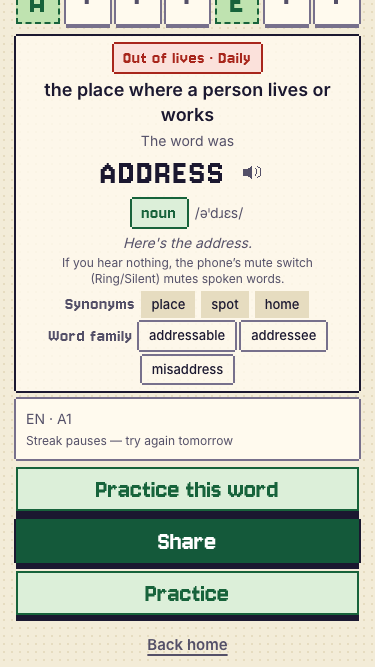 A E
Out of lives · Daily
the place where a person lives or
works
The word was
ADDRESS
noun /ə'dɹɛs/
Here's the address.
If you hear nothing, the phone's mute switch
(Ring/Silent) mutes spoken words.
Synonyms place spot home
Word family addressable addressee
misaddress
EN · A1
Streak pauses — try again tomorrow
Practice this word
Share
Practice
Back home